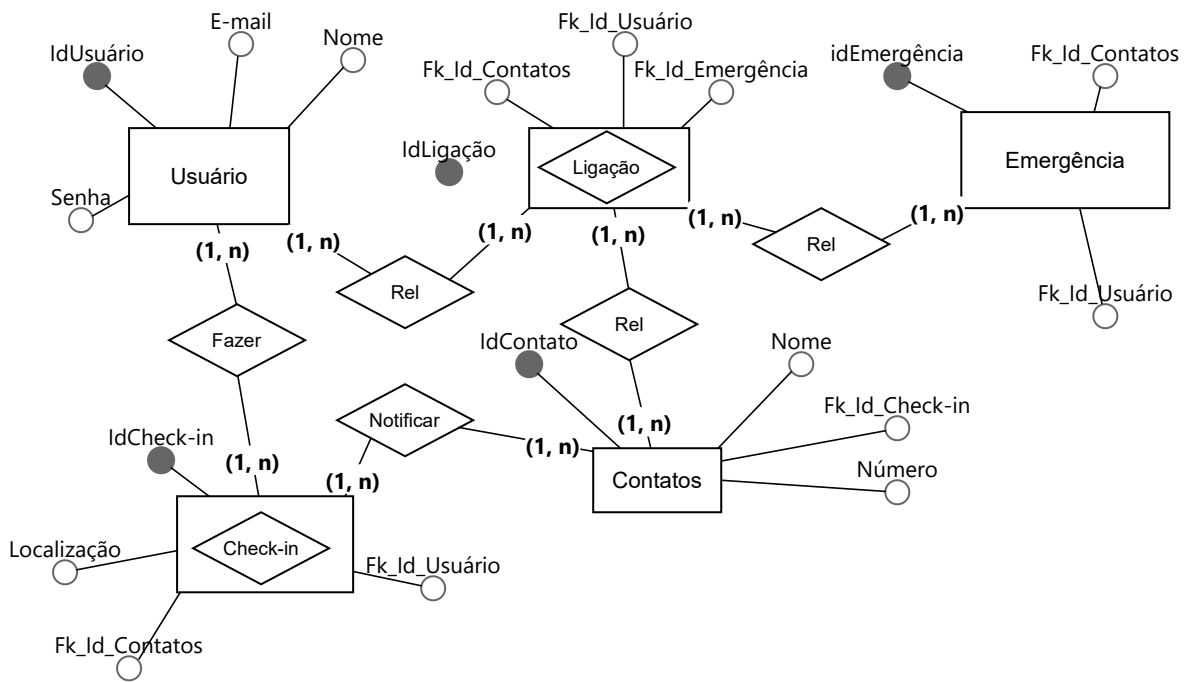 E-mail
Fk_Id_Usuário
IdUsuário
Nome
idEmergência
Fk_Id_Contatos
Fk_Id_Contatos
Fk_Id_Emergência
IdLigação
Ligação
Emergência
Usuário
Senha
(1, n)
(1, n)
(1, n)
(1, n)
(1, n)
(1, n)
Rel
Rel
Fk_Id_Usuário
Fazer
Rel
IdContato
Nome
Fk_Id_Check-in
Notificar
(1, n)
IdCheck-in
(1, n)
(1, n)
(1, n)
Número
Contatos
Localização
Check-in
Fk_Id_Usuário
Fk_Id_Contatos